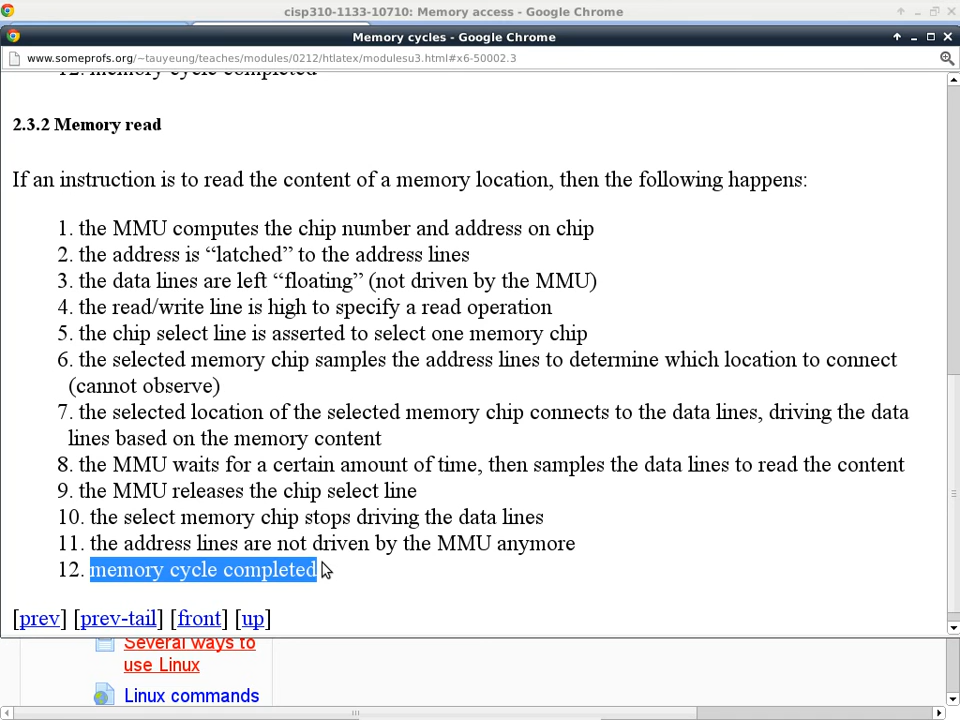 cisp310-1133-10710: Memory access - Google Chrome
Memory cycles - Google Chrome
www.someprofs.org/~tauyeung/teaches/modules/0212/htlatex/modulesu3.html#x6-50002.3
12. memory cycle completed
2.3.2 Memory read
If an instruction is to read the content of a memory location, then the following happens:
1. the MMU computes the chip number and address on chip
2. the address is “latched” to the address lines
3. the data lines are left “floating” (not driven by the MMU)
4. the read/write line is high to specify a read operation
5. the chip select line is asserted to select one memory chip
6. the selected memory chip samples the address lines to determine which location to connect
(cannot observe)
7. the selected location of the selected memory chip connects to the data lines, driving the data
lines based on the memory content
8. the MMU waits for a certain amount of time, then samples the data lines to read the content
9. the MMU releases the chip select line
10. the select memory chip stops driving the data lines
11. the address lines are not driven by the MMU anymore
12. memory cycle completed
[prev] [prev-tail] [front] [up]
Several ways to
use Linux
Linux commands